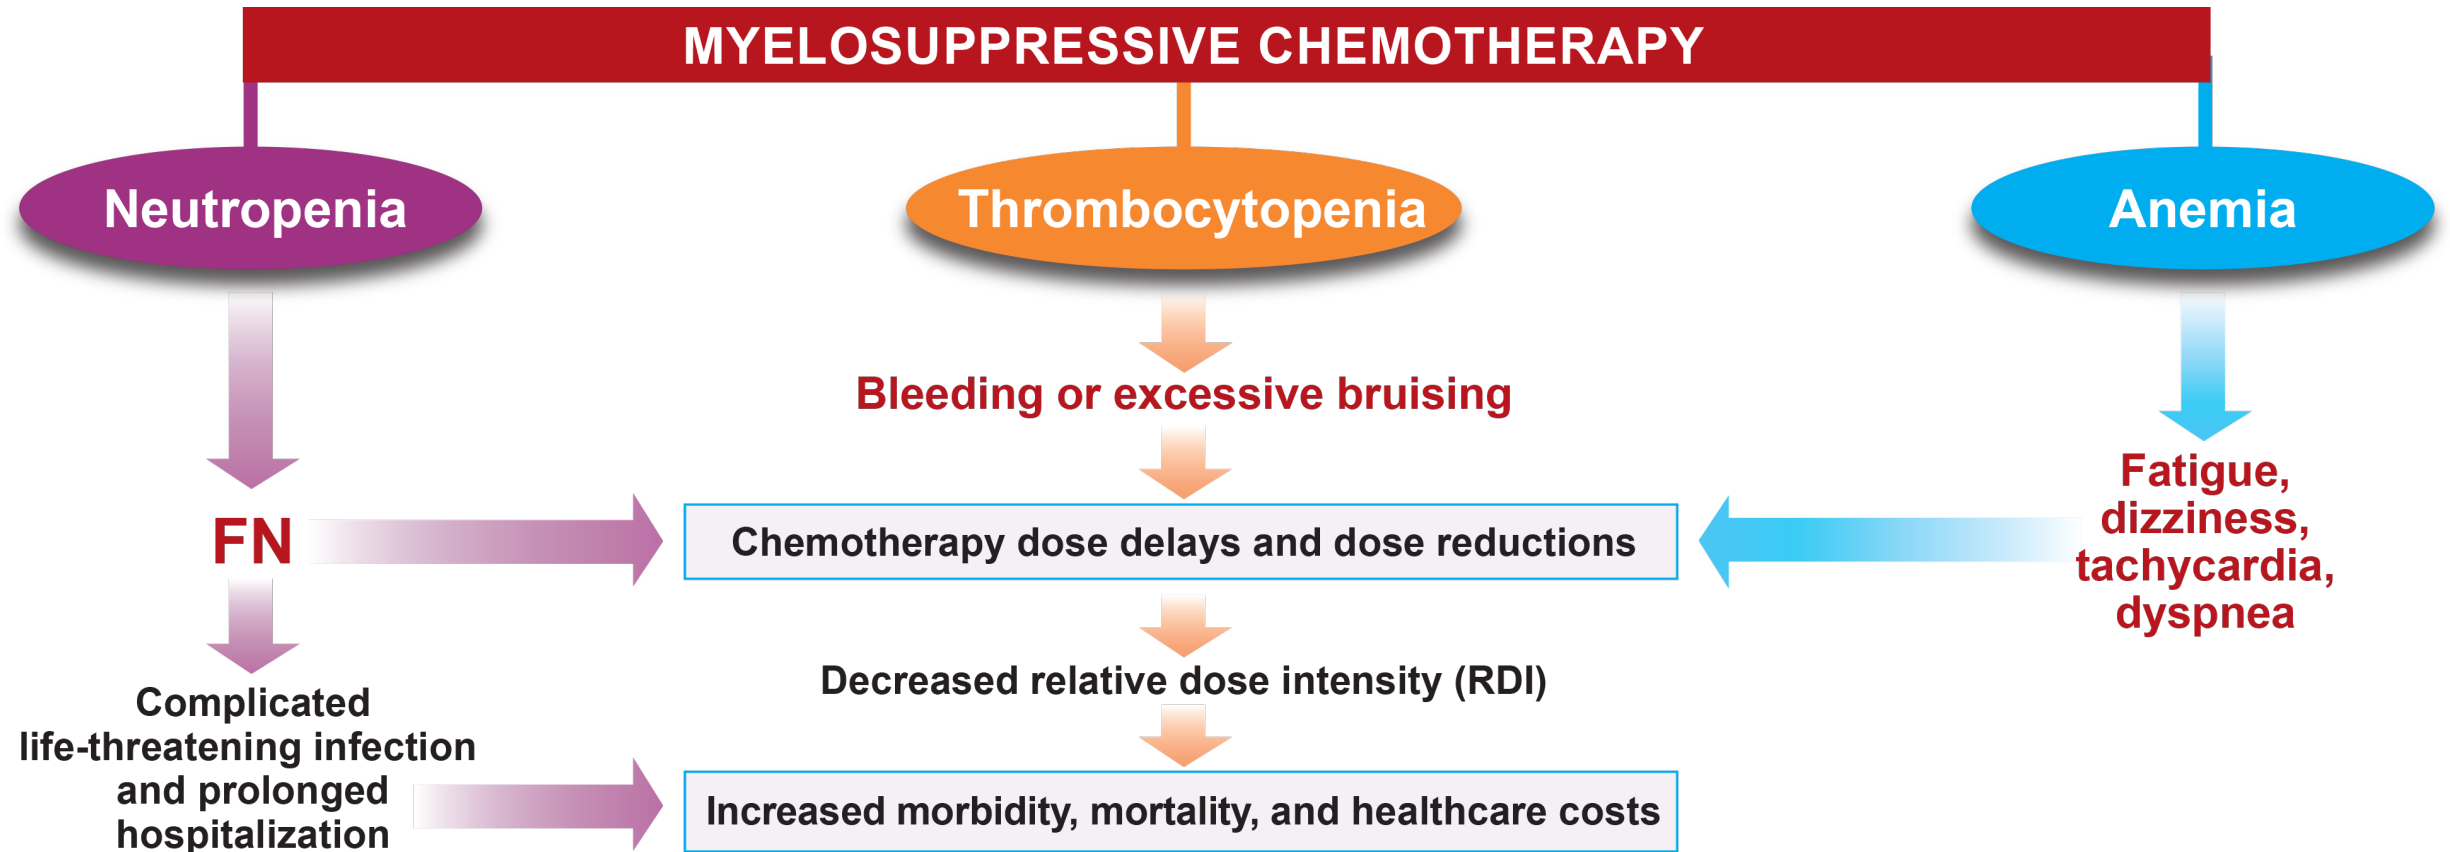 MYELOSUPPRESSIVE CHEMOTHERAPY
Neutropenia
Thrombocytopenia
Anemia
Bleeding or excessive bruising
Fatigue,
dizziness,
tachycardia,
dyspnea
FN
Chemotherapy dose delays and dose reductions
Decreased relative dose intensity (RDI)
Complicated
life-threatening infection
and prolonged
hospitalization
Increased morbidity, mortality, and healthcare costs